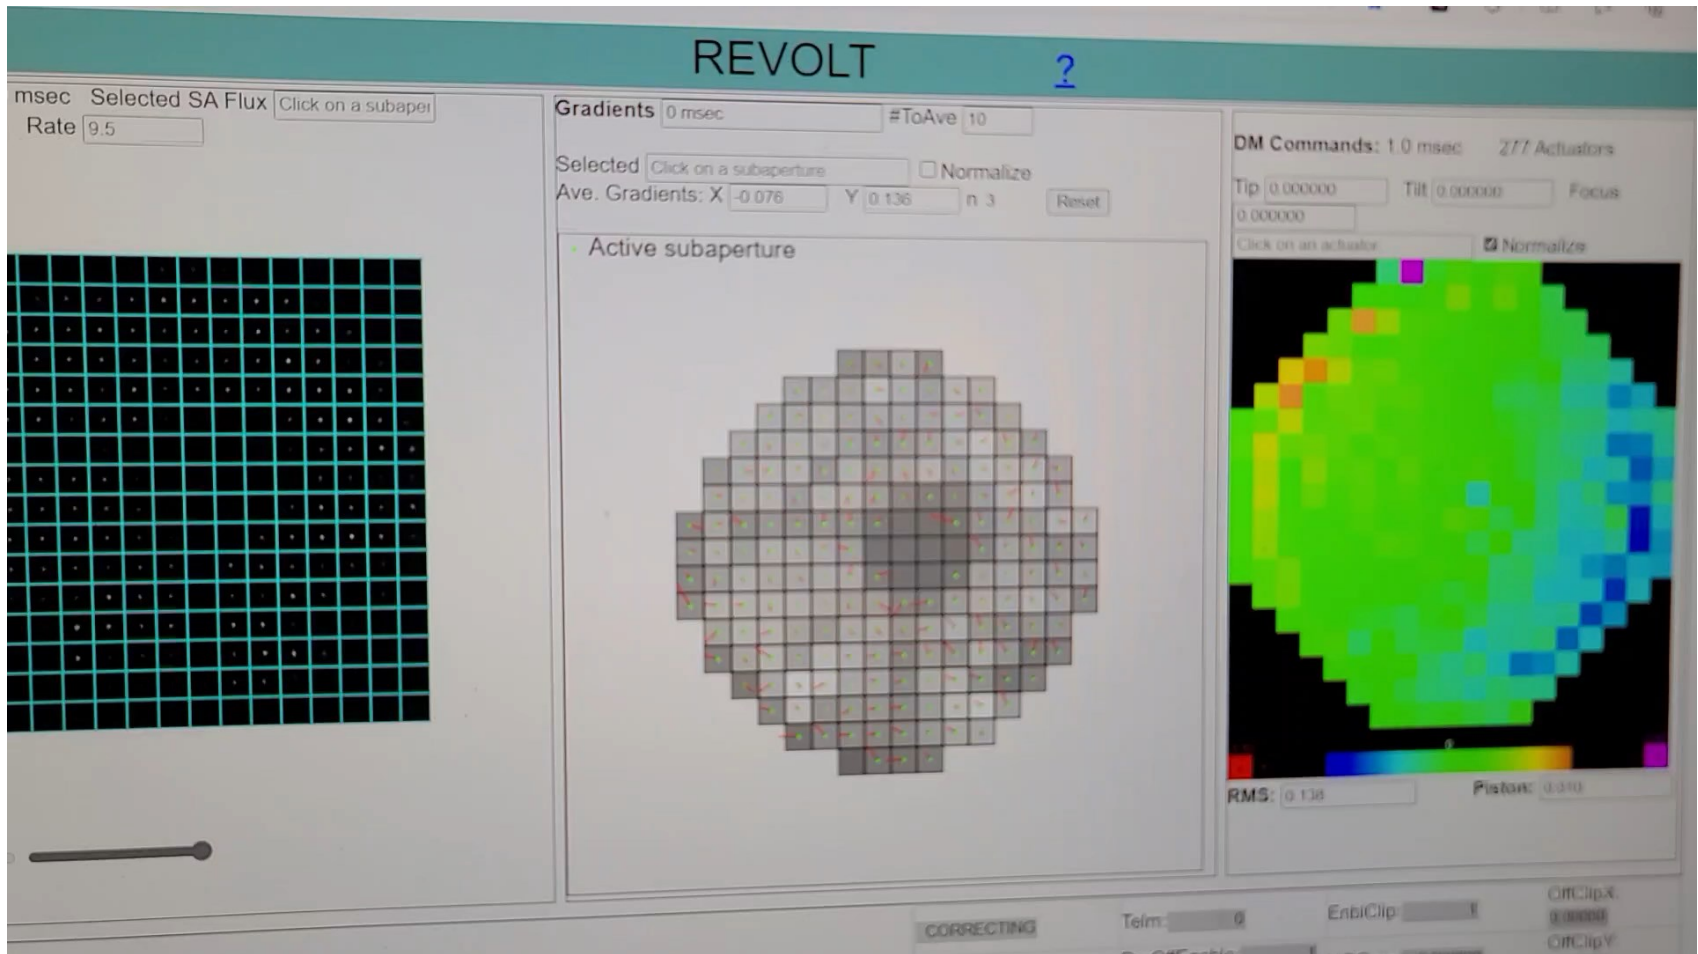 REVOLT ?
msec Selected SA Flux Click on a subaper
Rate 9.5
Gradients 0 msec #ToAve 10
Selected Click on a subaperture Normalize
Ave. Gradients: X -0.076 Y 0.136 n 3 Reset
Active subaperture
DM Commands: 1.0 msec 277 Actuators
Tip 0.000000 Tilt 0.000000 Focus
0.000000
Click on an actuator Normalize
RMS: 0.138 Piston:
CORRECTING Telm: 0 EnblClip: OffClipX:
0.00000
OffClipY: